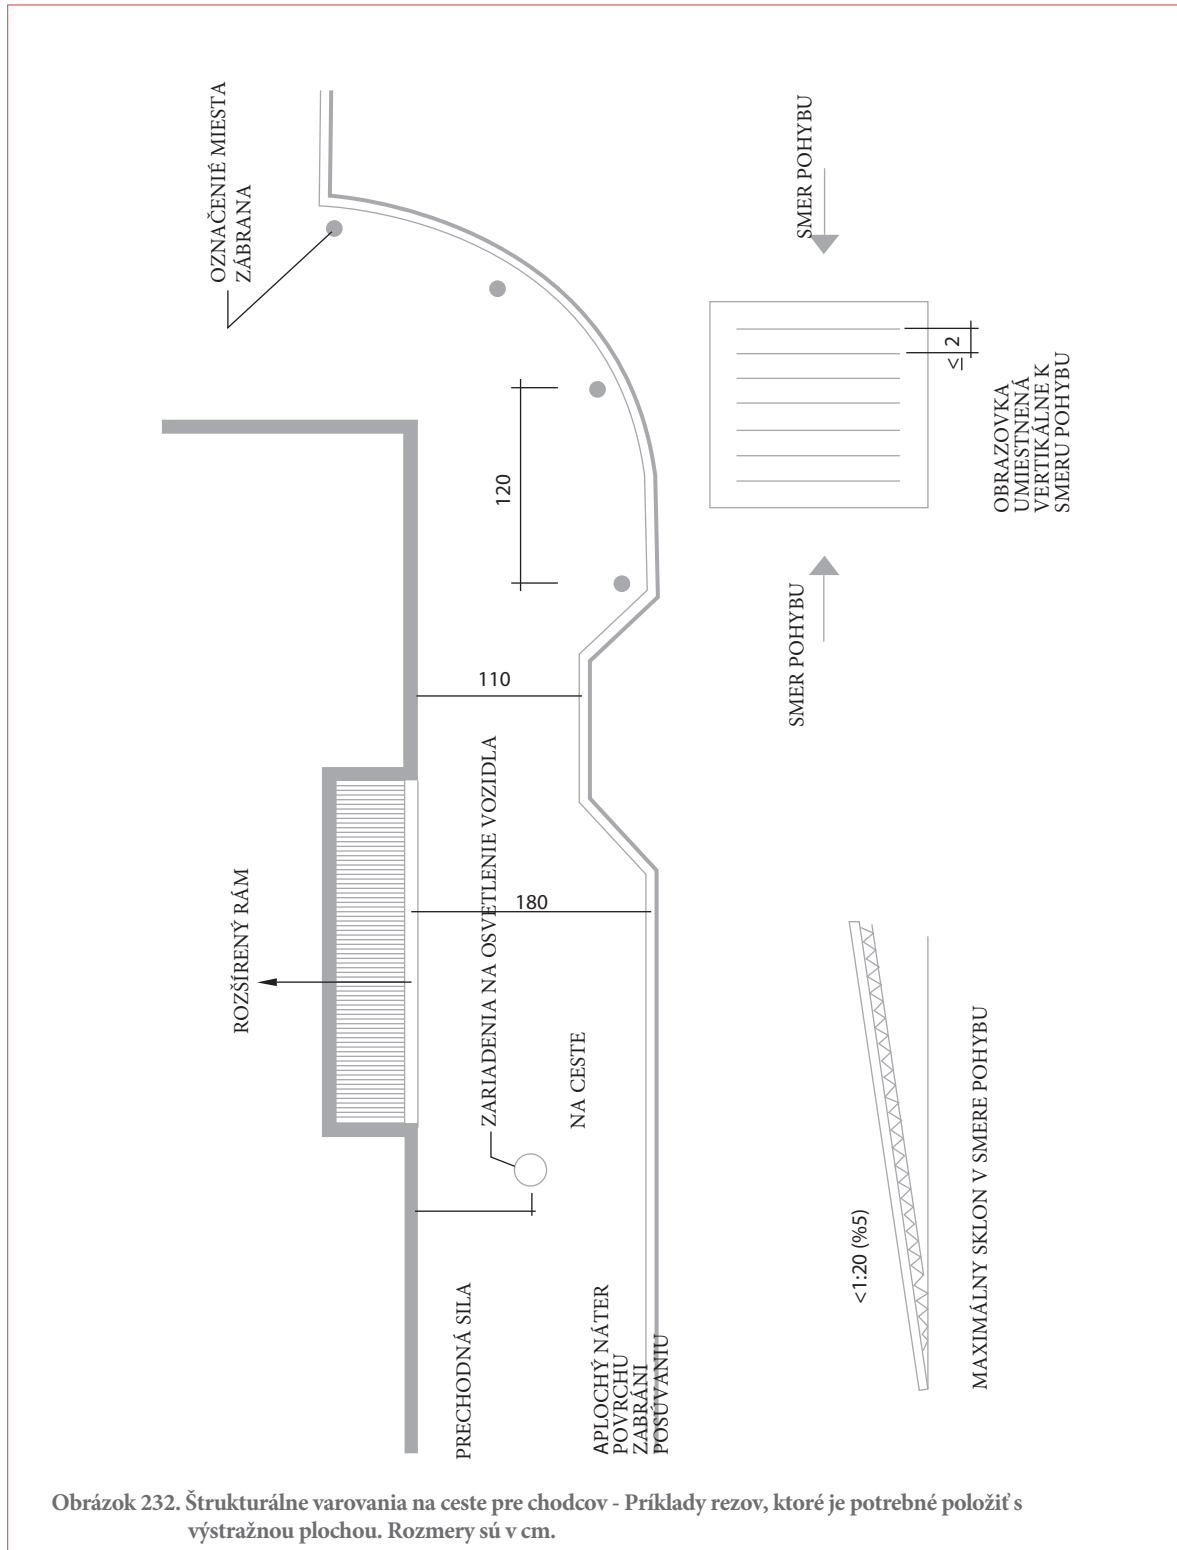 OZNAČENIÉ MIESTA
ZÁBRANA
SMER POHYBU
120
≤ 2
OBRAZOVKA
UMIESTNENÁ
VERTIKÁLNE K
SMERU POHYBU
110
SMER POHYBU
ROZŠÍRENÝ RÁM
180
ZARIADENIA NA OSVETLENIE VOZIDLA
NA CESTE
PRECHODNÁ SILA
APLOCHÝ NÁTER
POVRCHU
ZABRÁNI
POSÚVANIU
<1:20 (%5)
MAXIMÁLNY SKLON V SMERE POHYBU
Obrázok 232. Štrukturálne varovania na ceste pre chodcov - Príklady rezov, ktoré je potrebné položiť s
výstražnou plochou. Rozmery sú v cm.